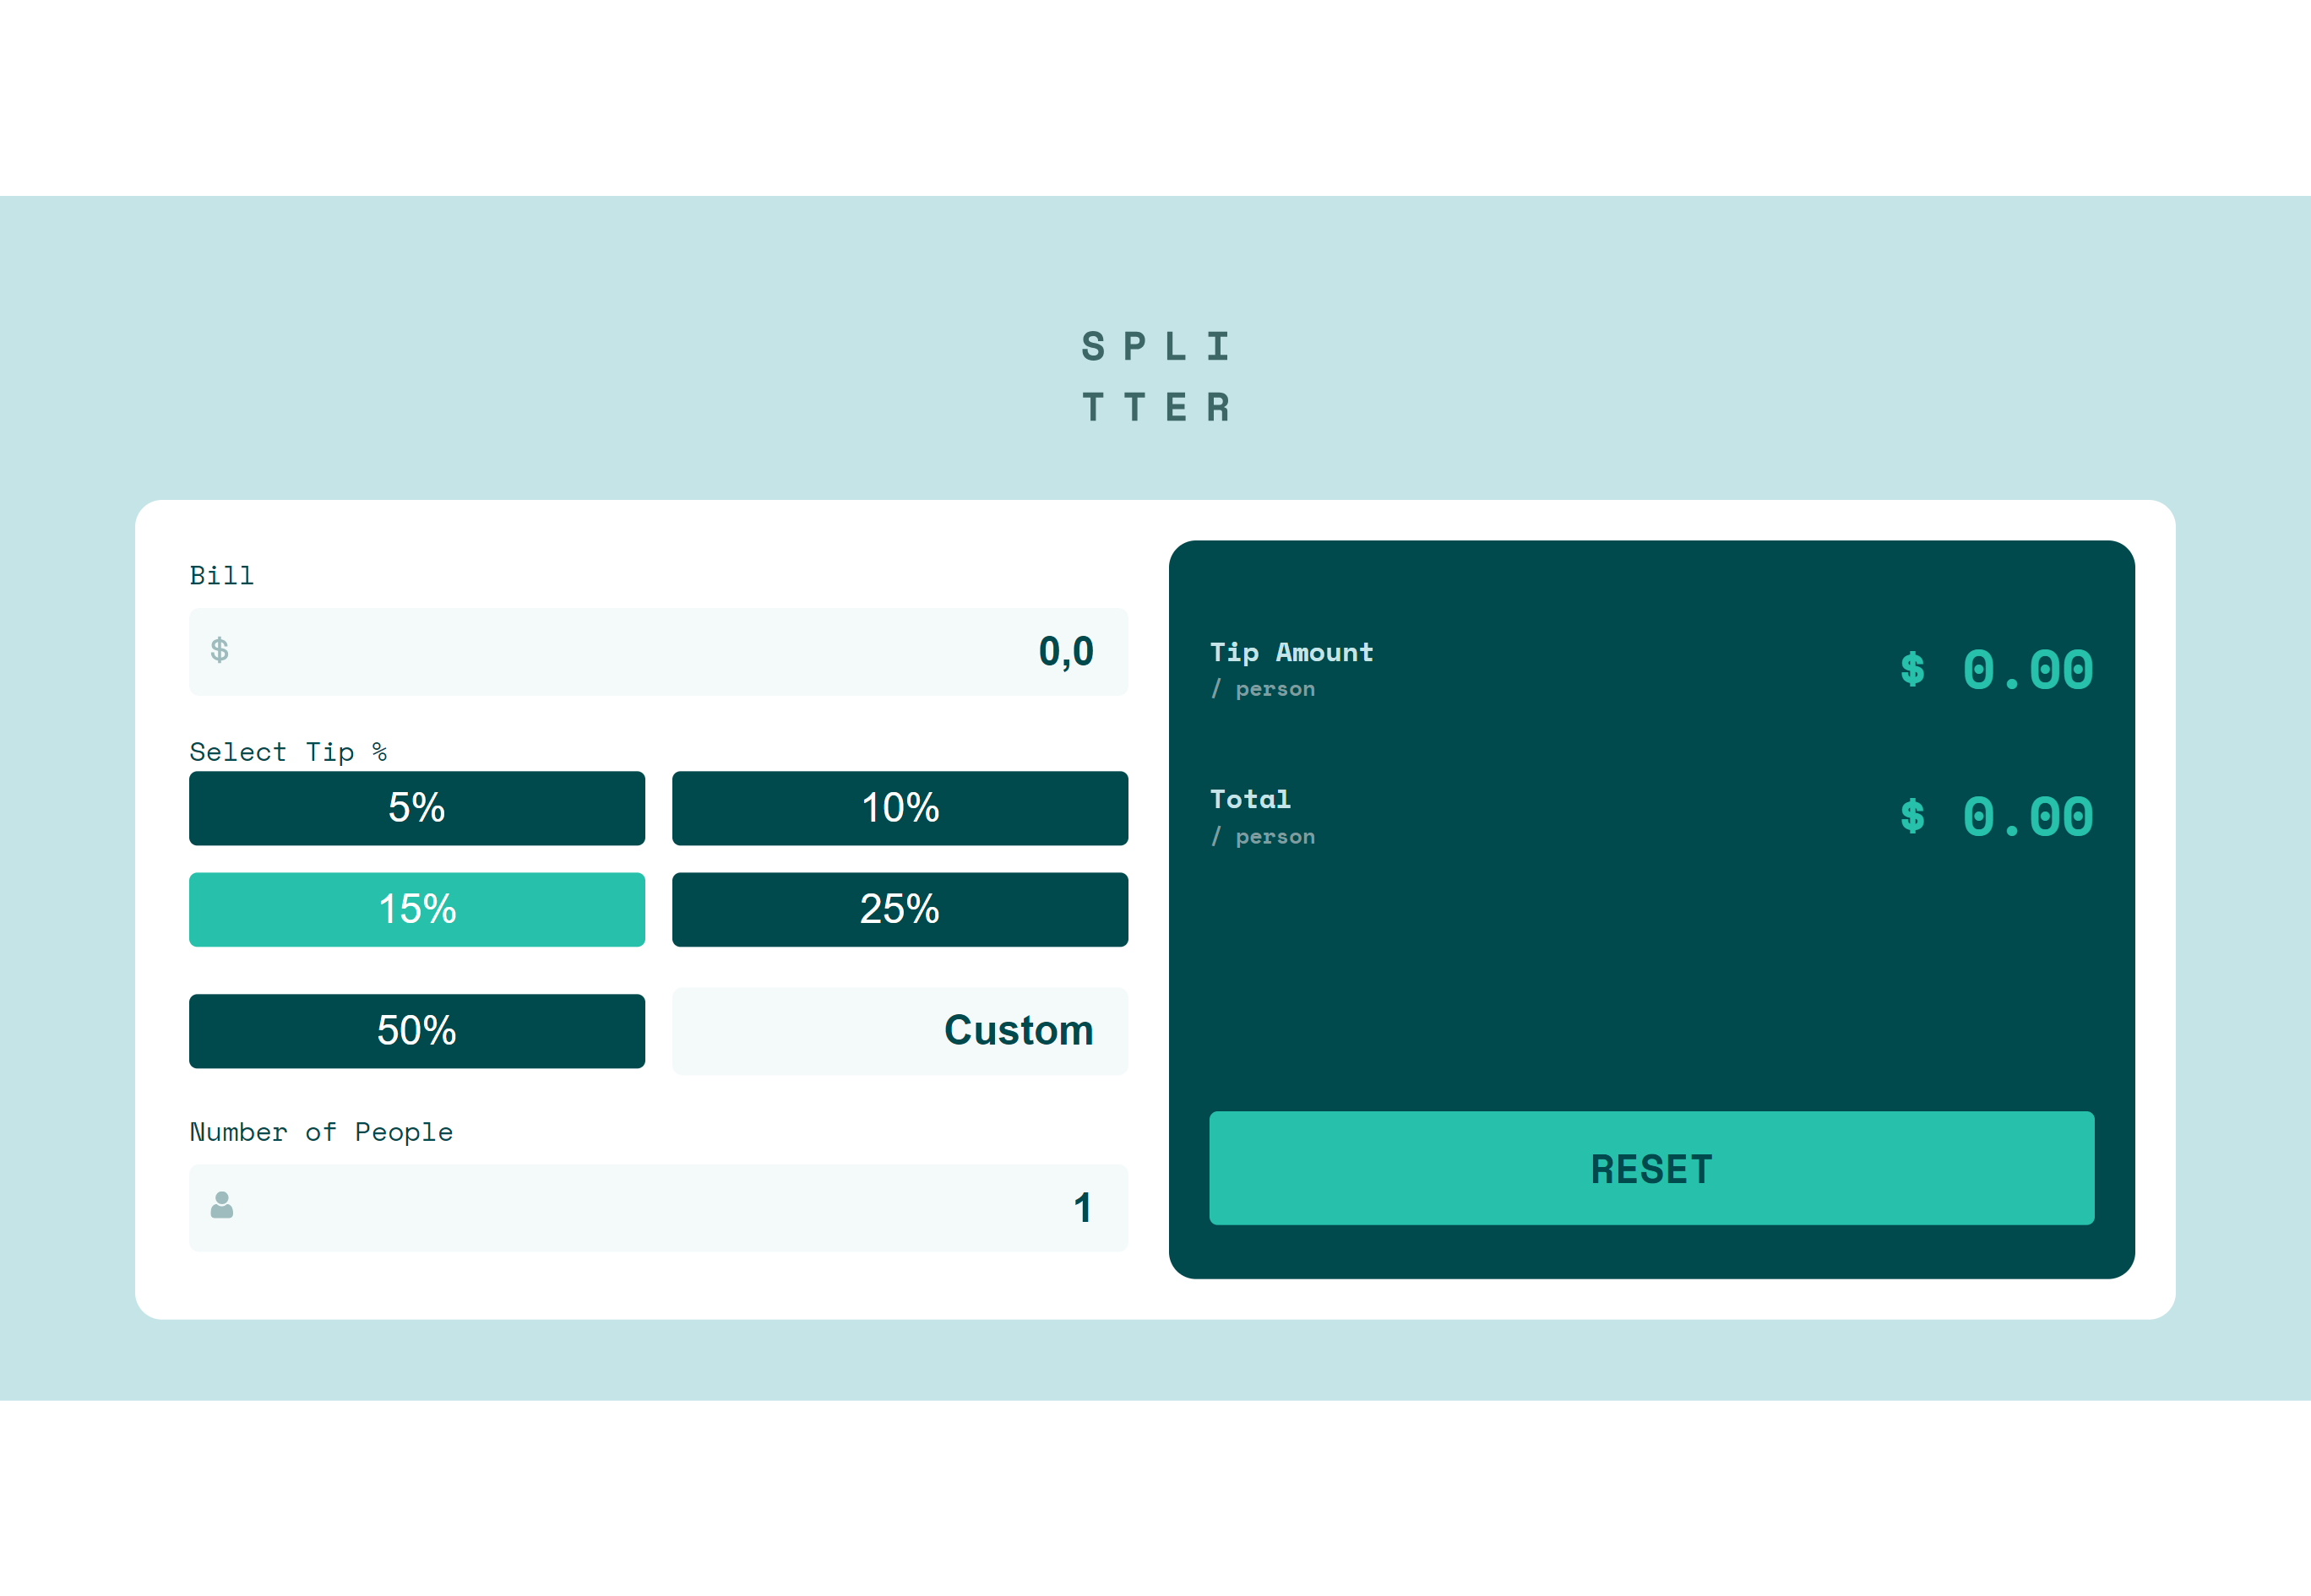 S P L I
T T E R
Bill
$ 0,0
Select Tip %
5% 10%
15% 25%
50% Custom
Number of People
1
Tip Amount
/ person
$ 0.00
Total
/ person
$ 0.00
RESET